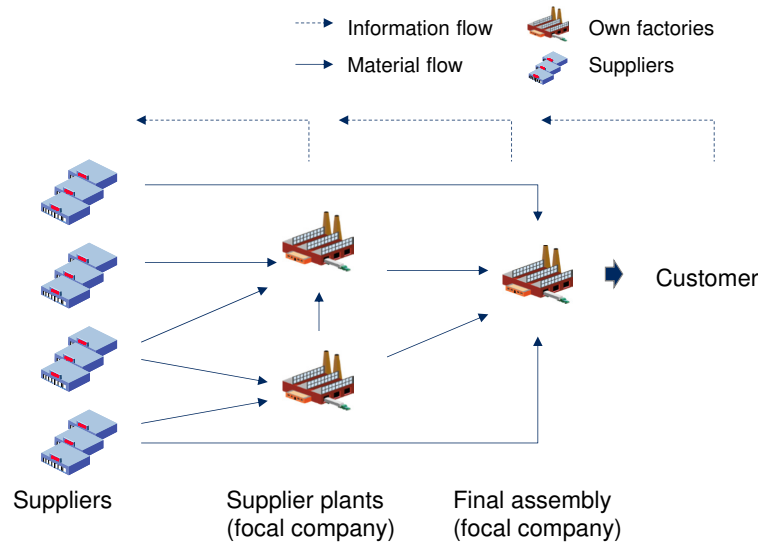 Information flow
Own factories
Material flow
Suppliers
Customer
Suppliers
Supplier plants
(focal company)
Final assembly
(focal company)